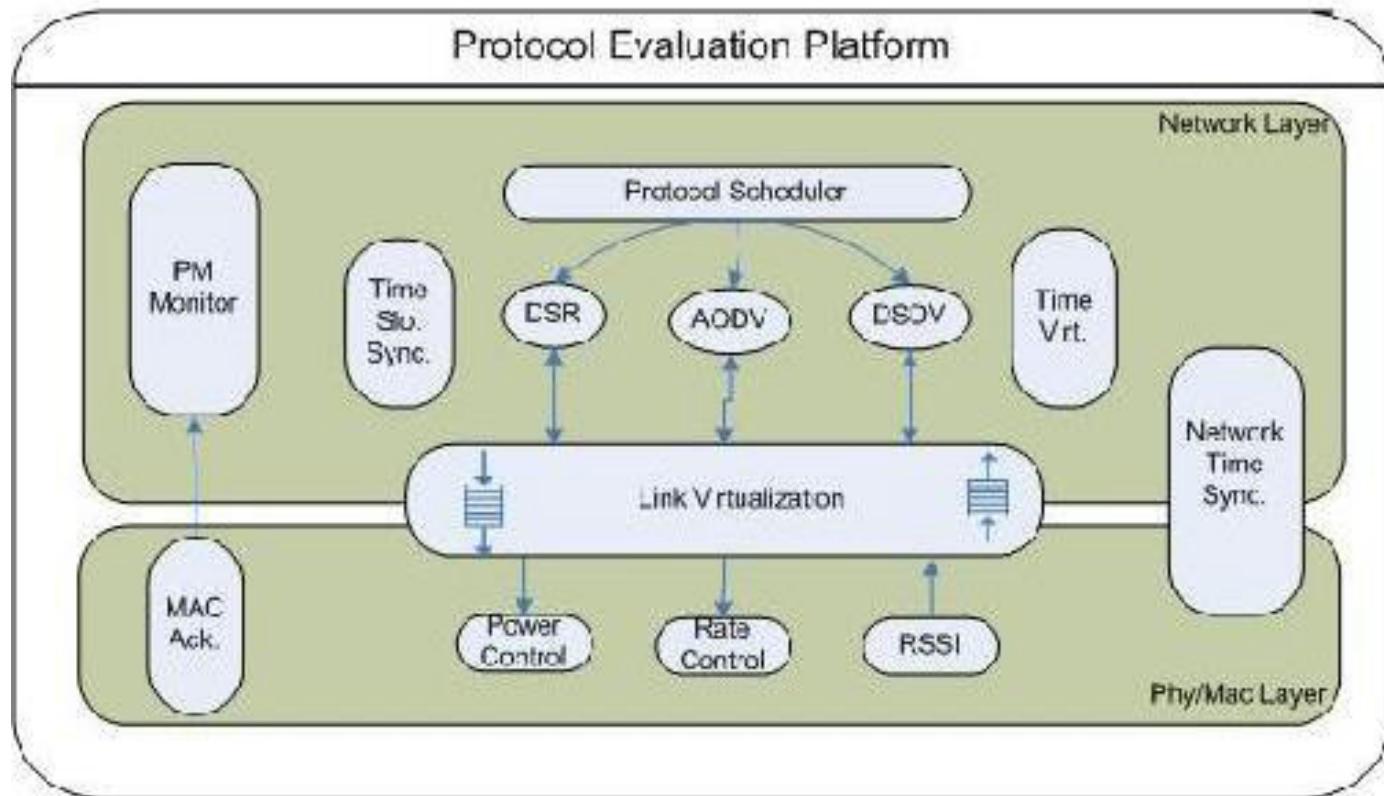 Protocol Evaluation Platform
Network Layer
Protocol Scheduler
PM
Monitor
Time
Slo.
Sync.
DSR
AODV
DSDV
Time
Virt.
Network
Time
Sync.
Link Virtualization
MAC
Ack.
Power
Control
Rate
Control
RSSI
Phy/Mac Layer